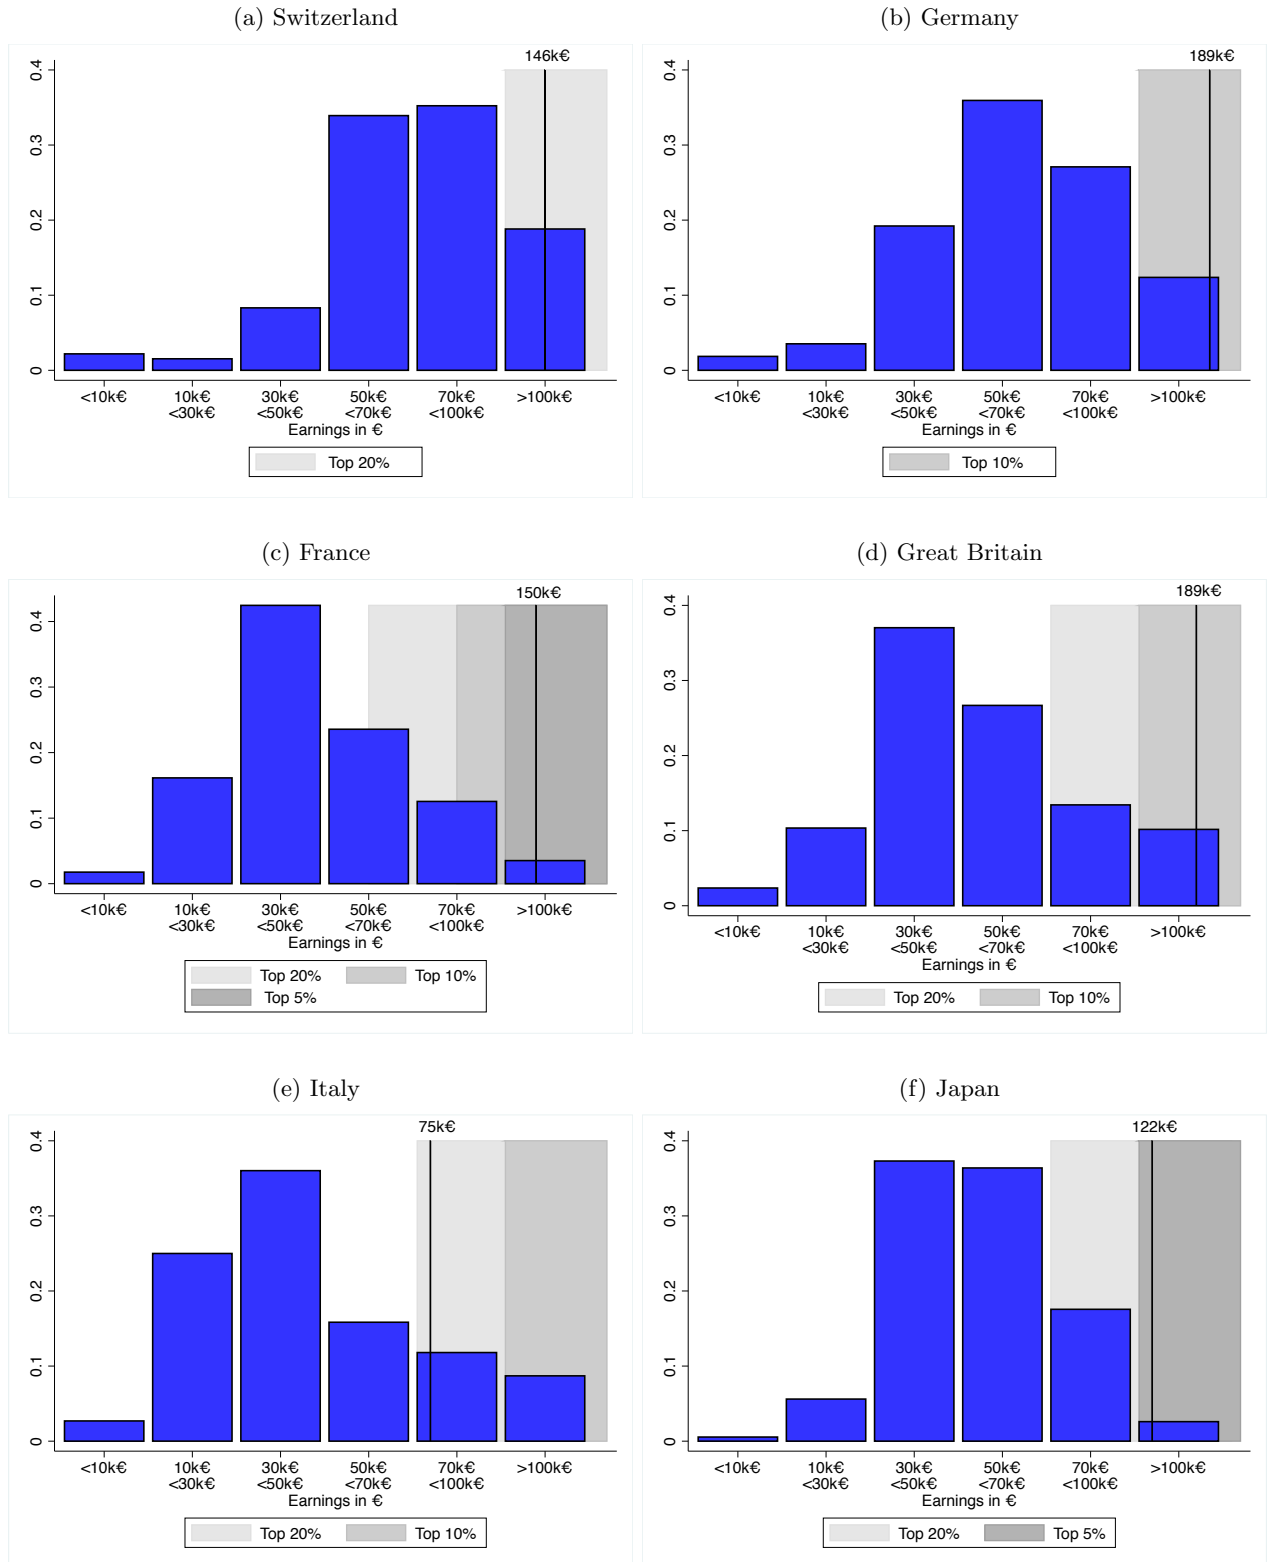 (a) Switzerland
146k€
0.4
0.3
0.2
0.1
0
<10k€ 10k€ 30k€ 50k€ 70k€ >100k€
<30k€ <50k€ <70k€ <100k€
Earnings in €
Top 20%
(b) Germany
189k€
0.4
0.3
0.2
0.1
0
<10k€ 10k€ 30k€ 50k€ 70k€ >100k€
<30k€ <50k€ <70k€ <100k€
Earnings in €
Top 10%
(c) France
150k€
0.4
0.3
0.2
0.1
0
<10k€ 10k€ 30k€ 50k€ 70k€ >100k€
<30k€ <50k€ <70k€ <100k€
Earnings in €
Top 20% Top 10%
Top 5%
(d) Great Britain
189k€
0.4
0.3
0.2
0.1
0
<10k€ 10k€ 30k€ 50k€ 70k€ >100k€
<30k€ <50k€ <70k€ <100k€
Earnings in €
Top 20% Top 10%
(e) Italy
75k€
0.4
0.3
0.2
0.1
0
<10k€ 10k€ 30k€ 50k€ 70k€ >100k€
<30k€ <50k€ <70k€ <100k€
Earnings in €
Top 20% Top 10%
(f) Japan
122k€
0.4
0.3
0.2
0.1
0
<10k€ 10k€ 30k€ 50k€ 70k€ >100k€
<30k€ <50k€ <70k€ <100k€
Earnings in €
Top 20% Top 5%